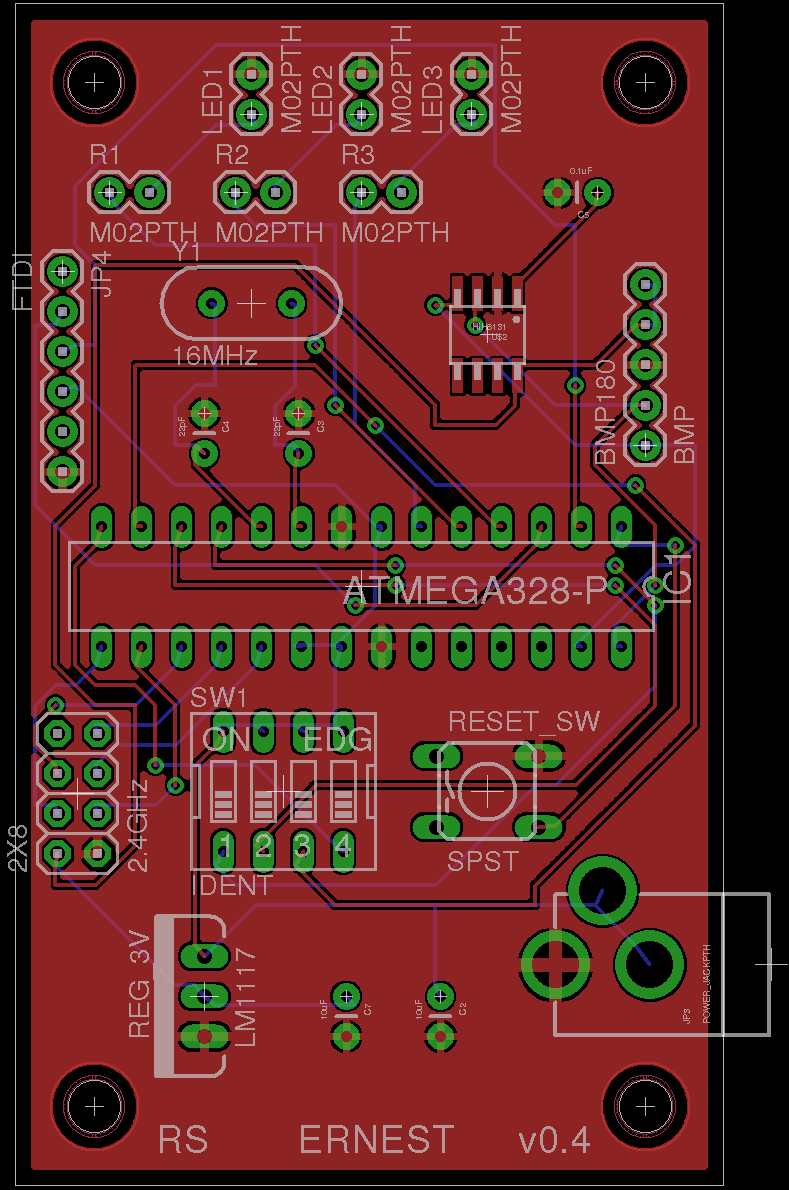 LED1
M02PTH
LED2
M02PTH
LED3
M02PTH
R1
R2
R3
M02PTH
M02PTH
M02PTH
0.1uF
C5
FTDI
JP4
Y1
16MHz
HIH6131
U$2
BMP180
BMP
22pF
C4
22pF
C3
ATMEGA328-P
IC1
SW1
ON
EDG
1 2 3 4
IDENT
RESET_SW
SPST
2X8
2.4GHz
REG 3V
LM1117
10uF
C7
10uF
C2
JP3
POWER_JACKPTH
RS
ERNEST
v0.4